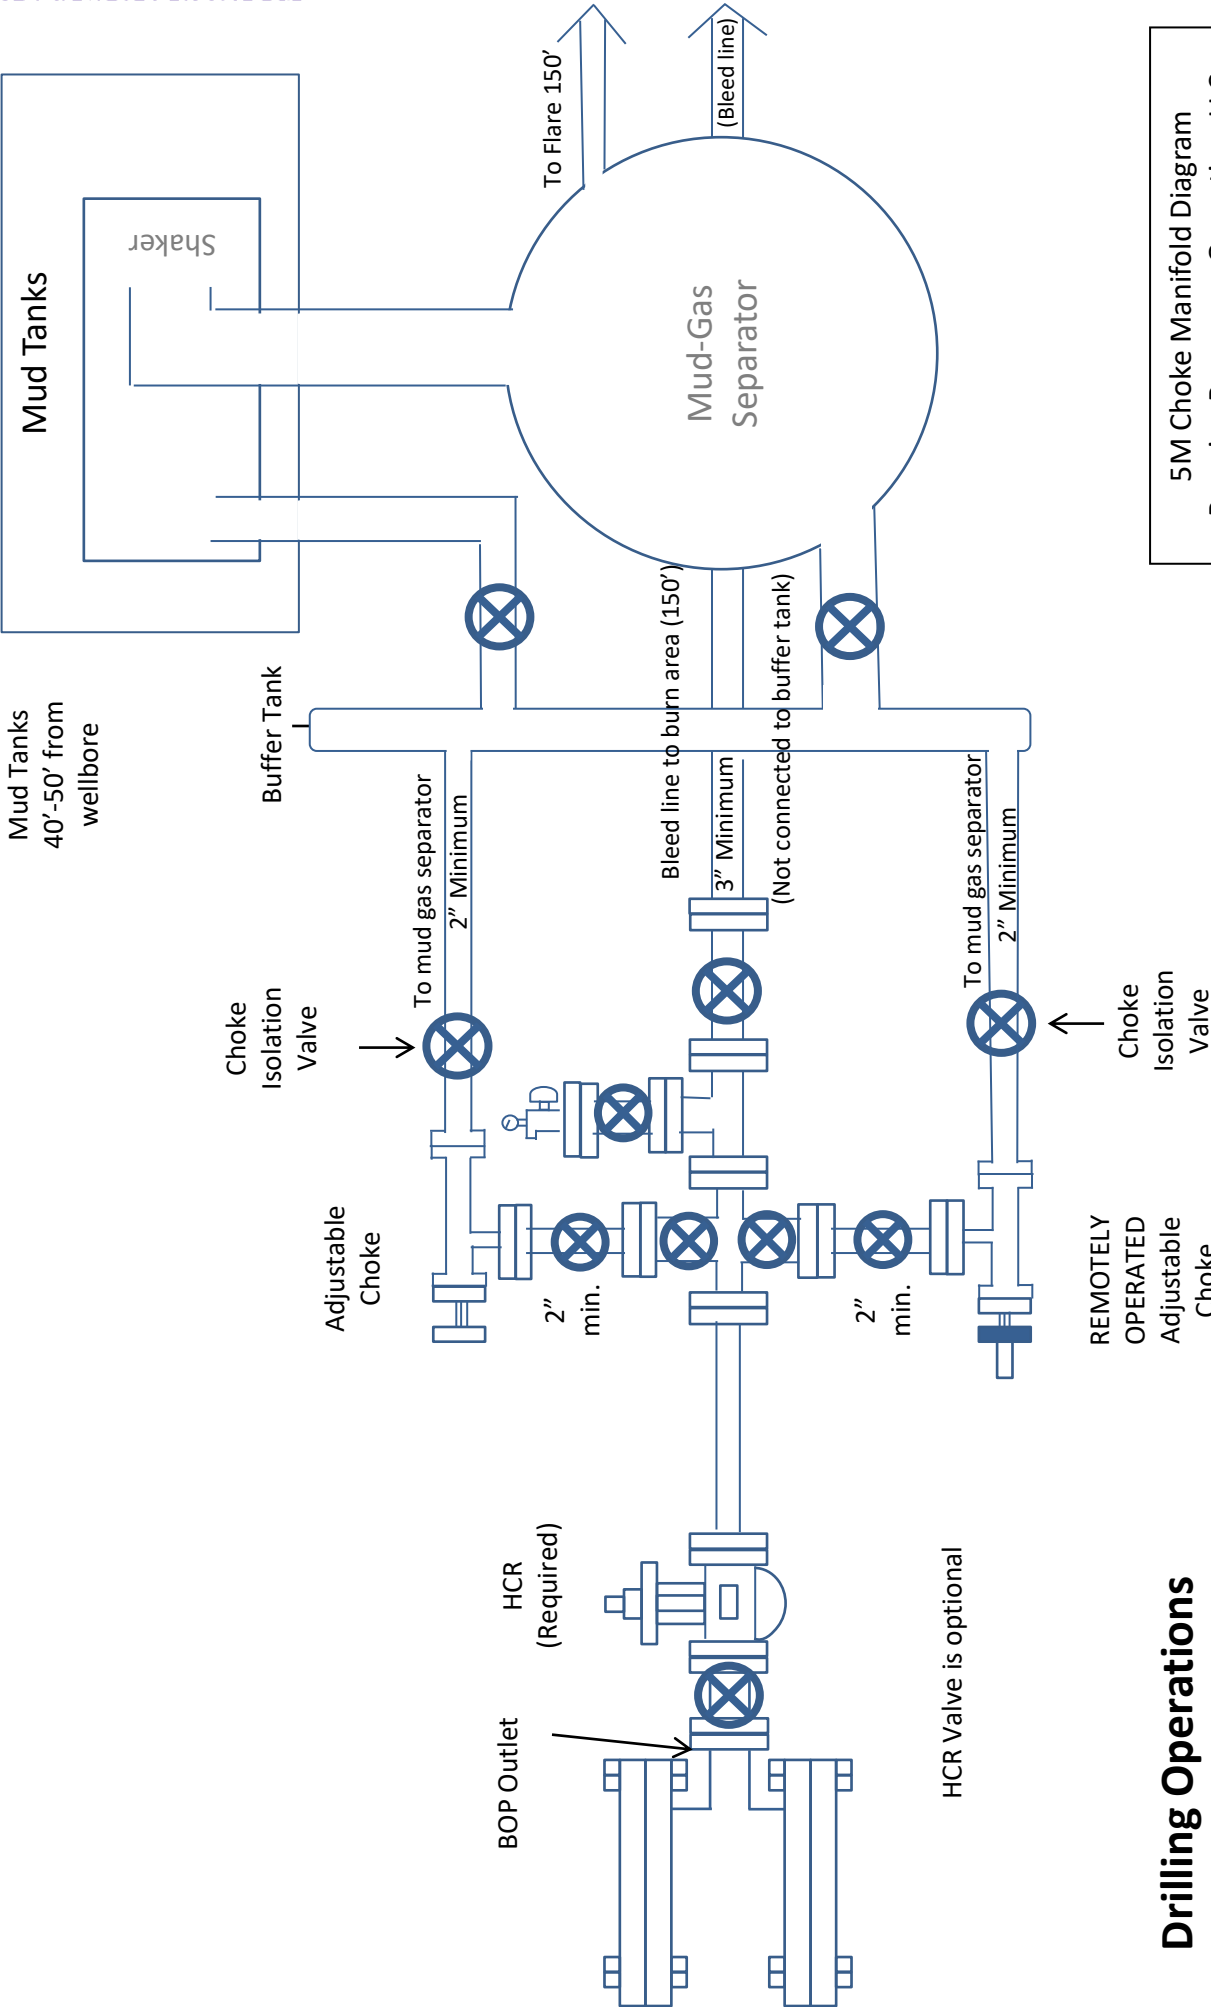 Drilling Operations
5M Choke Manifold Diagram
BOP Outlet
HCR
(Required)
HCR Valve is optional
Adjustable
Choke
2”
min.
2”
min.
REMOTELY
OPERATED
Adjustable
Choke
Choke
Isolation
Valve
Choke
Isolation
Valve
To mud gas separator
2” Minimum
Bleed line to burn area (150’)
3” Minimum
(Not connected to buffer tank)
To mud gas separator
2” Minimum
Buffer Tank
Mud Tanks
40’-50’ from
wellbore
Mud Tanks
Shaker
Mud-Gas
Separator
To Flare 150’
(Bleed line)